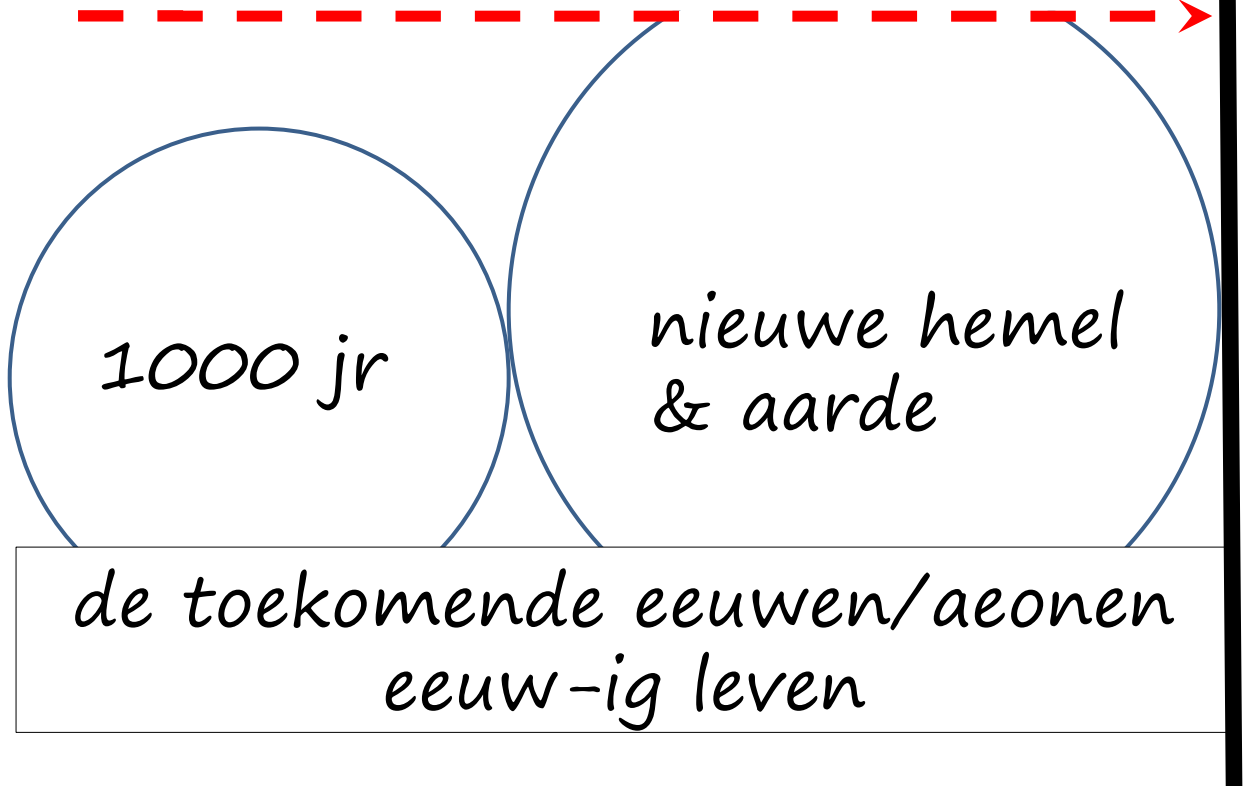 1000 jr
nieuwe hemel
& aarde
de toekomende eeuwen/aeonen
eeuw-ig leven